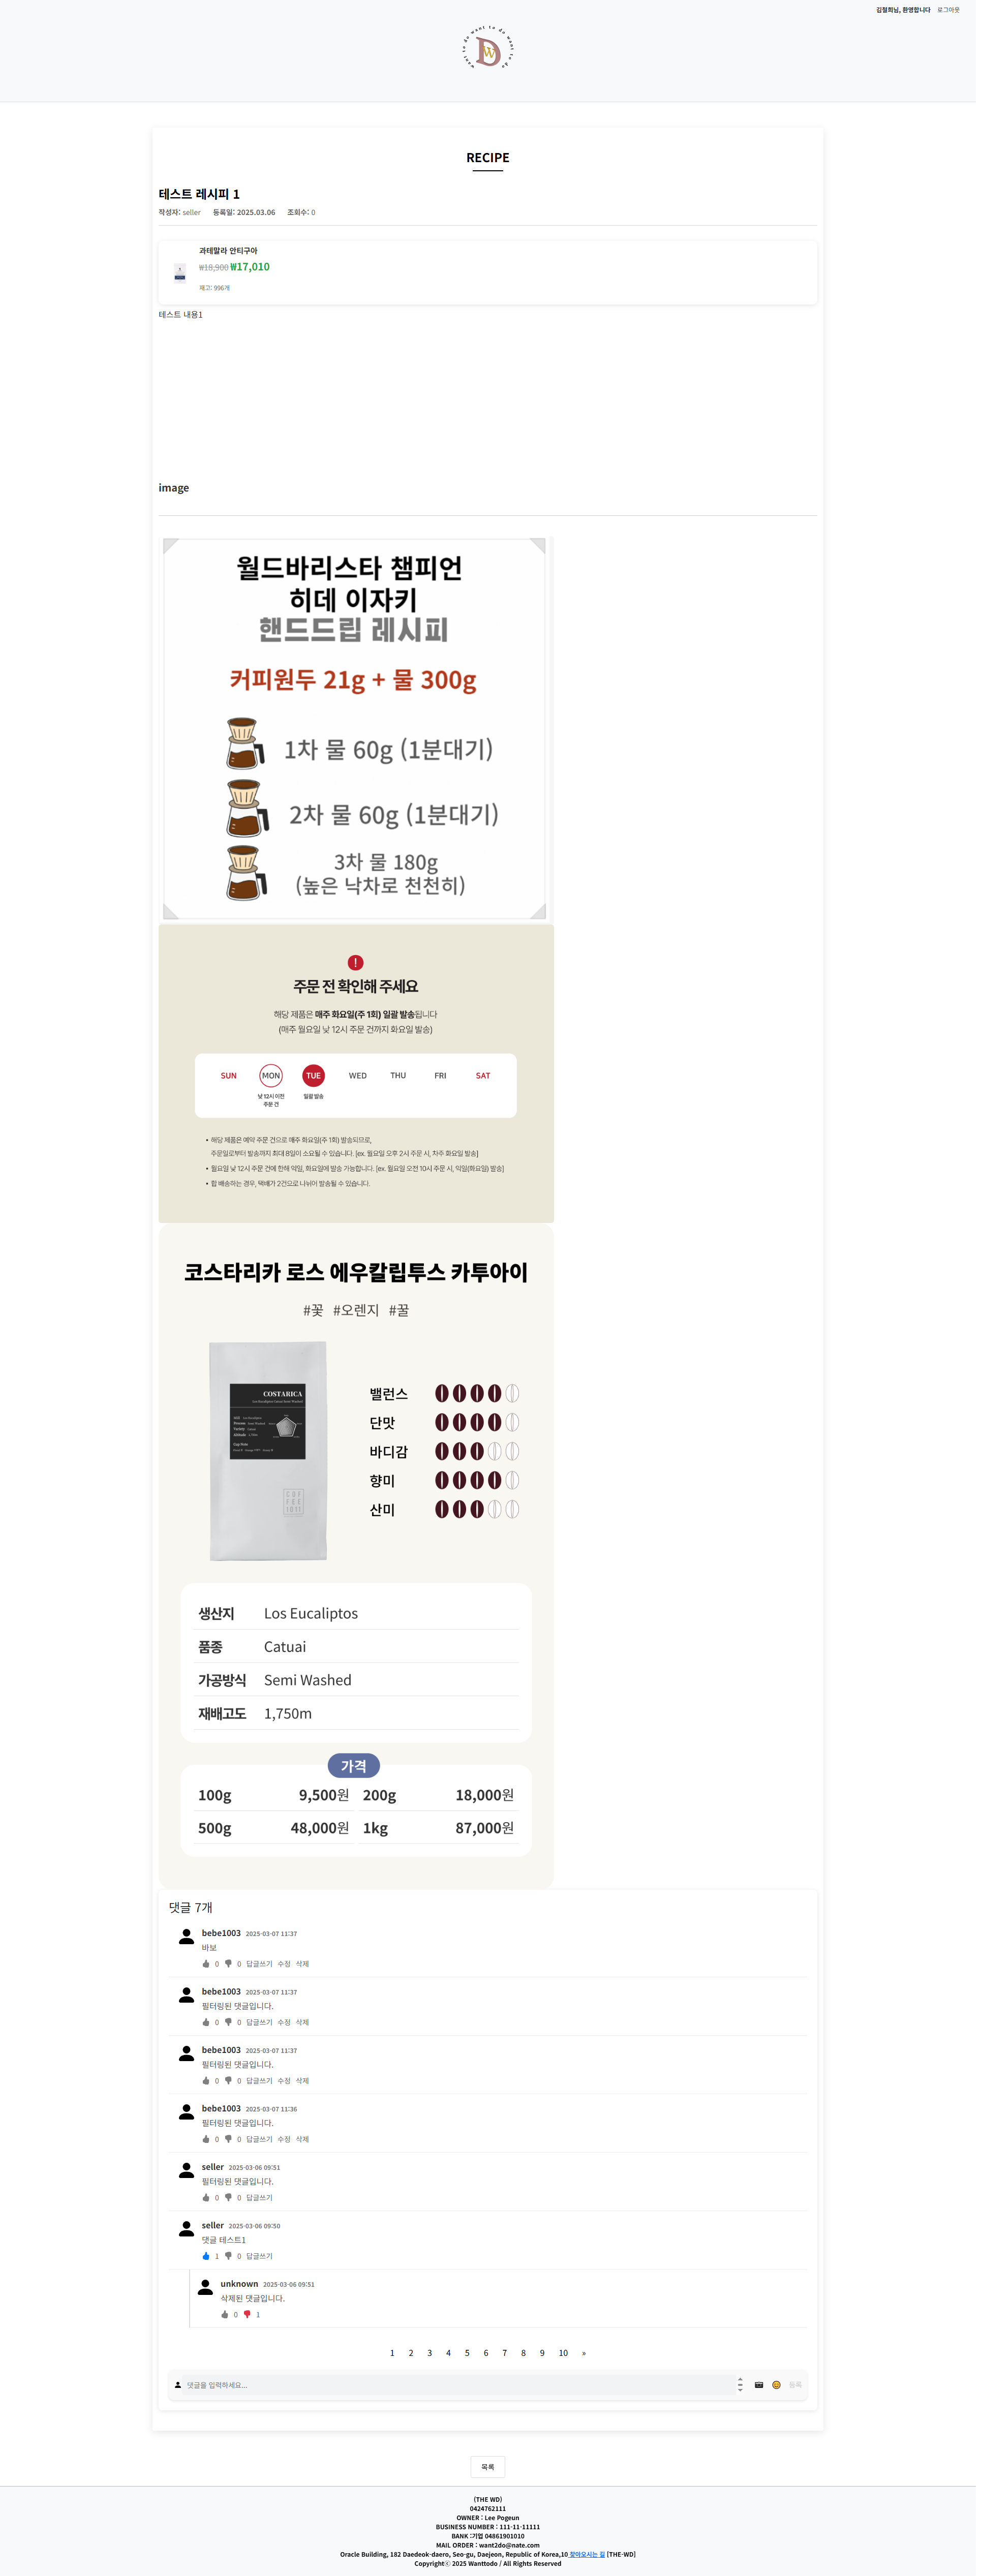 김철희님, 환영합니다 로그아웃
to do want to do want to do want
D
W
RECIPE
테스트 레시피 1
작성자: seller 등록일: 2025.03.06 조회수: 0
과테말라 안티구아
₩18,900 ₩17,010
재고: 996개
테스트 내용1
image
월드바리스타 챔피언
히데 이자키
핸드드립 레시피
커피원두 21g + 물 300g
1차 물 60g (1분대기)
2차 물 60g (1분대기)
3차 물 180g
(높은 낙차로 천천히)
!
주문 전 확인해 주세요
해당 제품은 매주 화요일(주 1회) 일괄 발송됩니다
(매주 월요일 낮 12시 주문 건까지 화요일 발송)
SUN MON TUE WED THU FRI SAT
낮 12시 이전 일괄 발송
주문 건
• 해당 제품은 예약 주문 건으로 매주 화요일(주 1회) 발송되므로,
주문일로부터 발송까지 최대 8일이 소요될 수 있습니다. [ex. 월요일 오후 2시 주문 시, 차주 화요일 발송]
• 월요일 낮 12시 주문 건에 한해 익일, 화요일에 발송 가능합니다. [ex. 월요일 오전 10시 주문 시, 익일(화요일) 발송]
• 합 배송하는 경우, 택배가 2건으로 나뉘어 발송될 수 있습니다.
코스타리카 로스 에우칼립투스 카투아이
#꽃 #오렌지 #꿀
COSTARICA
Los Eucaliptos Catuai Semi Washed
COF
FEE
1011
밸런스
단맛
바디감
향미
산미
생산지 Los Eucaliptos
품종 Catuai
가공방식 Semi Washed
재배고도 1,750m
가격
100g 9,500원 200g 18,000원
500g 48,000원 1kg 87,000원
댓글 7개
bebe1003 2025-03-07 11:37
바보
0 0 답글쓰기 수정 삭제
bebe1003 2025-03-07 11:37
필터링된 댓글입니다.
0 0 답글쓰기 수정 삭제
bebe1003 2025-03-07 11:37
필터링된 댓글입니다.
0 0 답글쓰기 수정 삭제
bebe1003 2025-03-07 11:36
필터링된 댓글입니다.
0 0 답글쓰기 수정 삭제
seller 2025-03-06 09:51
필터링된 댓글입니다.
0 0 답글쓰기
seller 2025-03-06 09:50
댓글 테스트1
1 0 답글쓰기
unknown 2025-03-06 09:51
삭제된 댓글입니다.
0 1
1 2 3 4 5 6 7 8 9 10 »
댓글을 입력하세요... 등록
목록
(THE WD)
0424762111
OWNER : Lee Pogeun
BUSINESS NUMBER : 111-11-11111
BANK :기업 04861901010
MAIL ORDER : want2do@nate.com
Oracle Building, 182 Daedeok-daero, Seo-gu, Daejeon, Republic of Korea,10 찾아오시는 길 [THE-WD]
Copyrightⓒ 2025 Wanttodo / All Rights Reserved